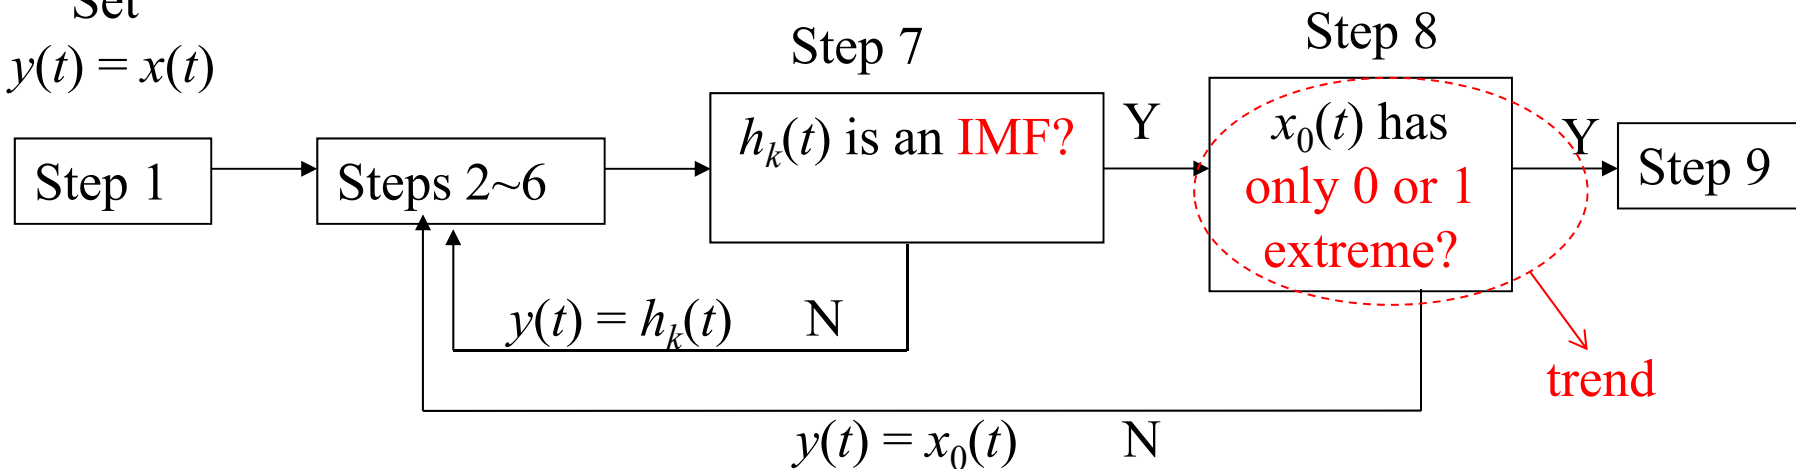 Set
y(t) = x(t)
Step 1
Steps 2~6
Step 7
hₖ(t) is an IMF?
Y
Step 8
x₀(t) has
only 0 or 1
extreme?
Y
Step 9
y(t) = hₖ(t) N
trend
y(t) = x₀(t) N